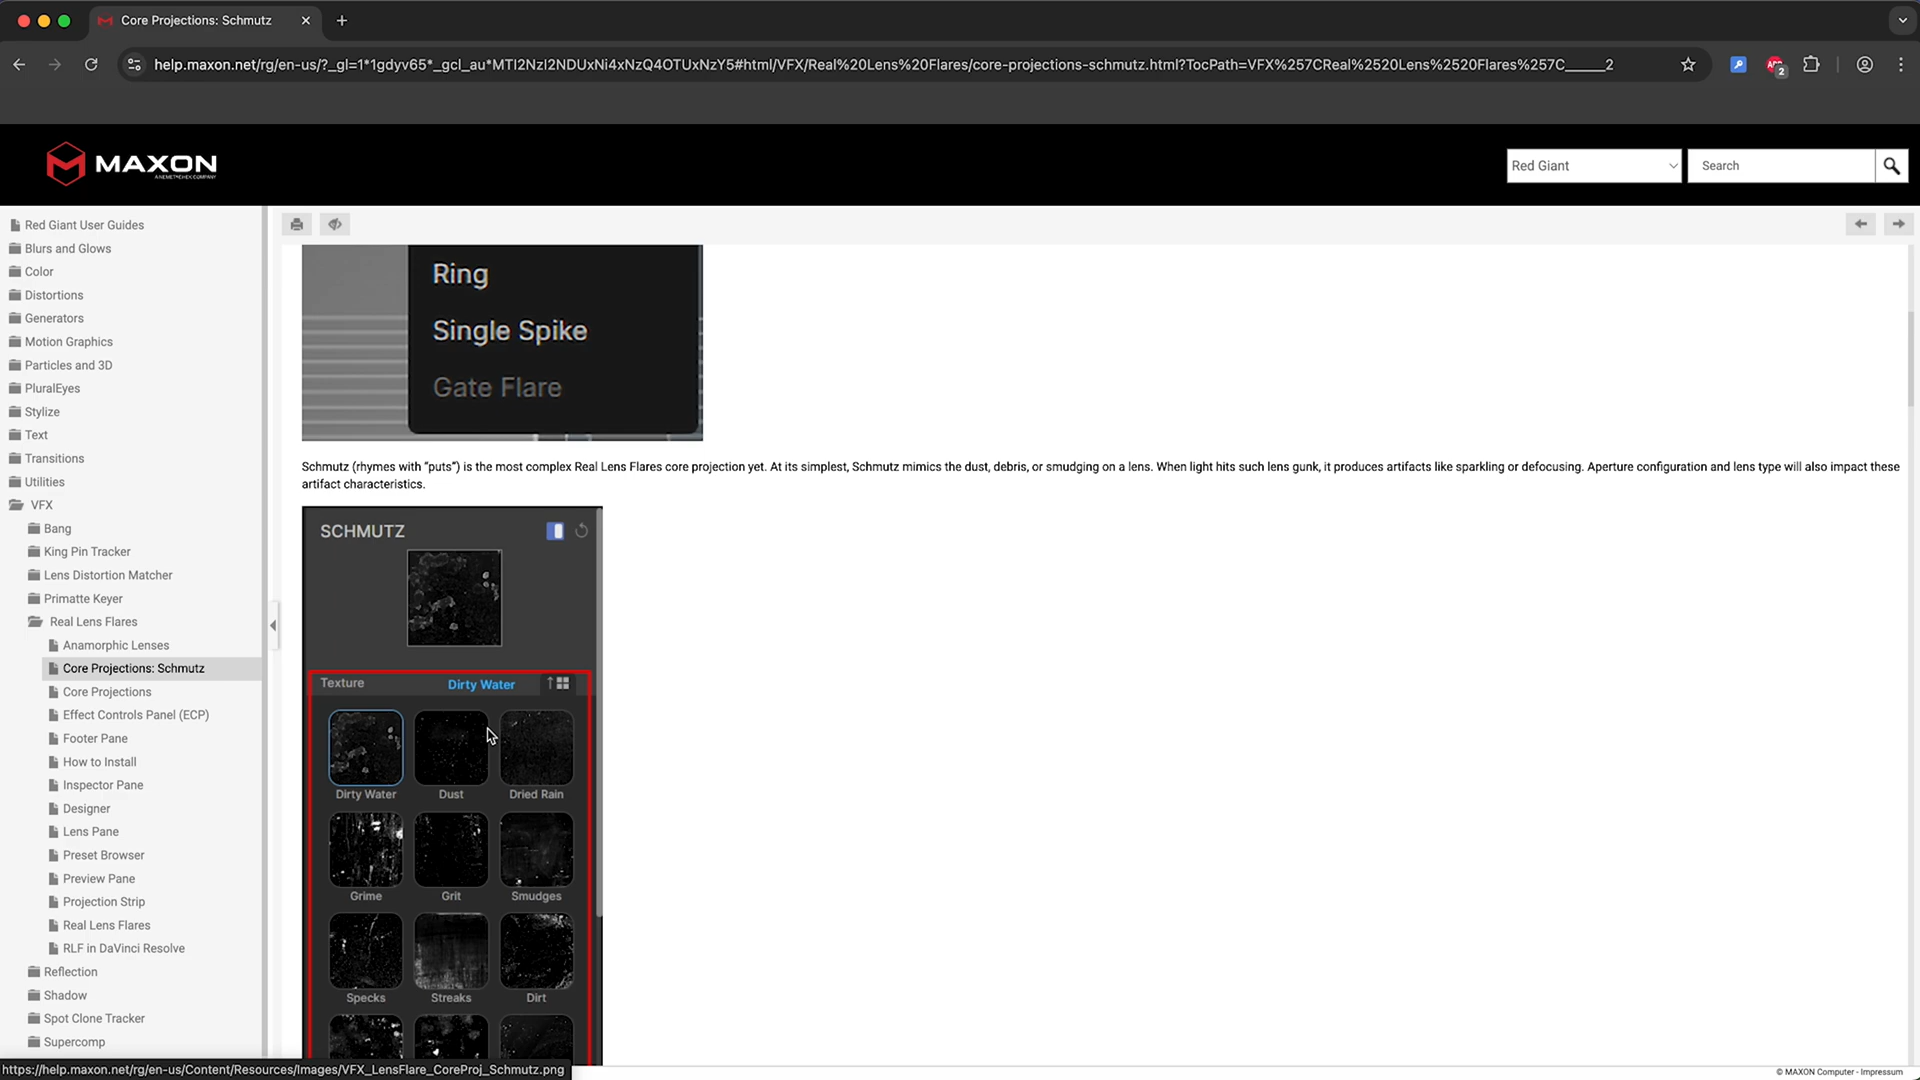 Core Projections: Schmutz
help.maxon.net/rg/en-us/?_gl=1*1gdyv65*_gcl_au*MTI2NzI2NDUxNi4xNzQ4OTUxNzY5#html/VFX/Real%20Lens%20Flares/core-projections-schmutz.html?TocPath=VFX%257CReal%2520Lens%2520Flares%257C______2
2
MAXON
A NEMETSCHEK COMPANY
Red Giant
Search
Red Giant User Guides
Blurs and Glows
Color
Distortions
Generators
Motion Graphics
Particles and 3D
PluralEyes
Stylize
Text
Transitions
Utilities
VFX
Bang
King Pin Tracker
Lens Distortion Matcher
Primatte Keyer
Real Lens Flares
Anamorphic Lenses
Core Projections: Schmutz
Core Projections
Effect Controls Panel (ECP)
Footer Pane
How to Install
Inspector Pane
Designer
Lens Pane
Preset Browser
Preview Pane
Projection Strip
Real Lens Flares
RLF in DaVinci Resolve
Reflection
Shadow
Spot Clone Tracker
Supercomp
Ring
Single Spike
Gate Flare
Schmutz (rhymes with “puts”) is the most complex Real Lens Flares core projection yet. At its simplest, Schmutz mimics the dust, debris, or smudging on a lens. When light hits such lens gunk, it produces artifacts like sparkling or defocusing. Aperture configuration and lens type will also impact these
artifact characteristics.
SCHMUTZ
Texture Dirty Water
Dirty Water Dust Dried Rain
Grime Grit Smudges
Specks Streaks Dirt
https://help.maxon.net/rg/en-us/Content/Resources/Images/VFX_LensFlare_CoreProj_Schmutz.png
© MAXON Computer - Impressum